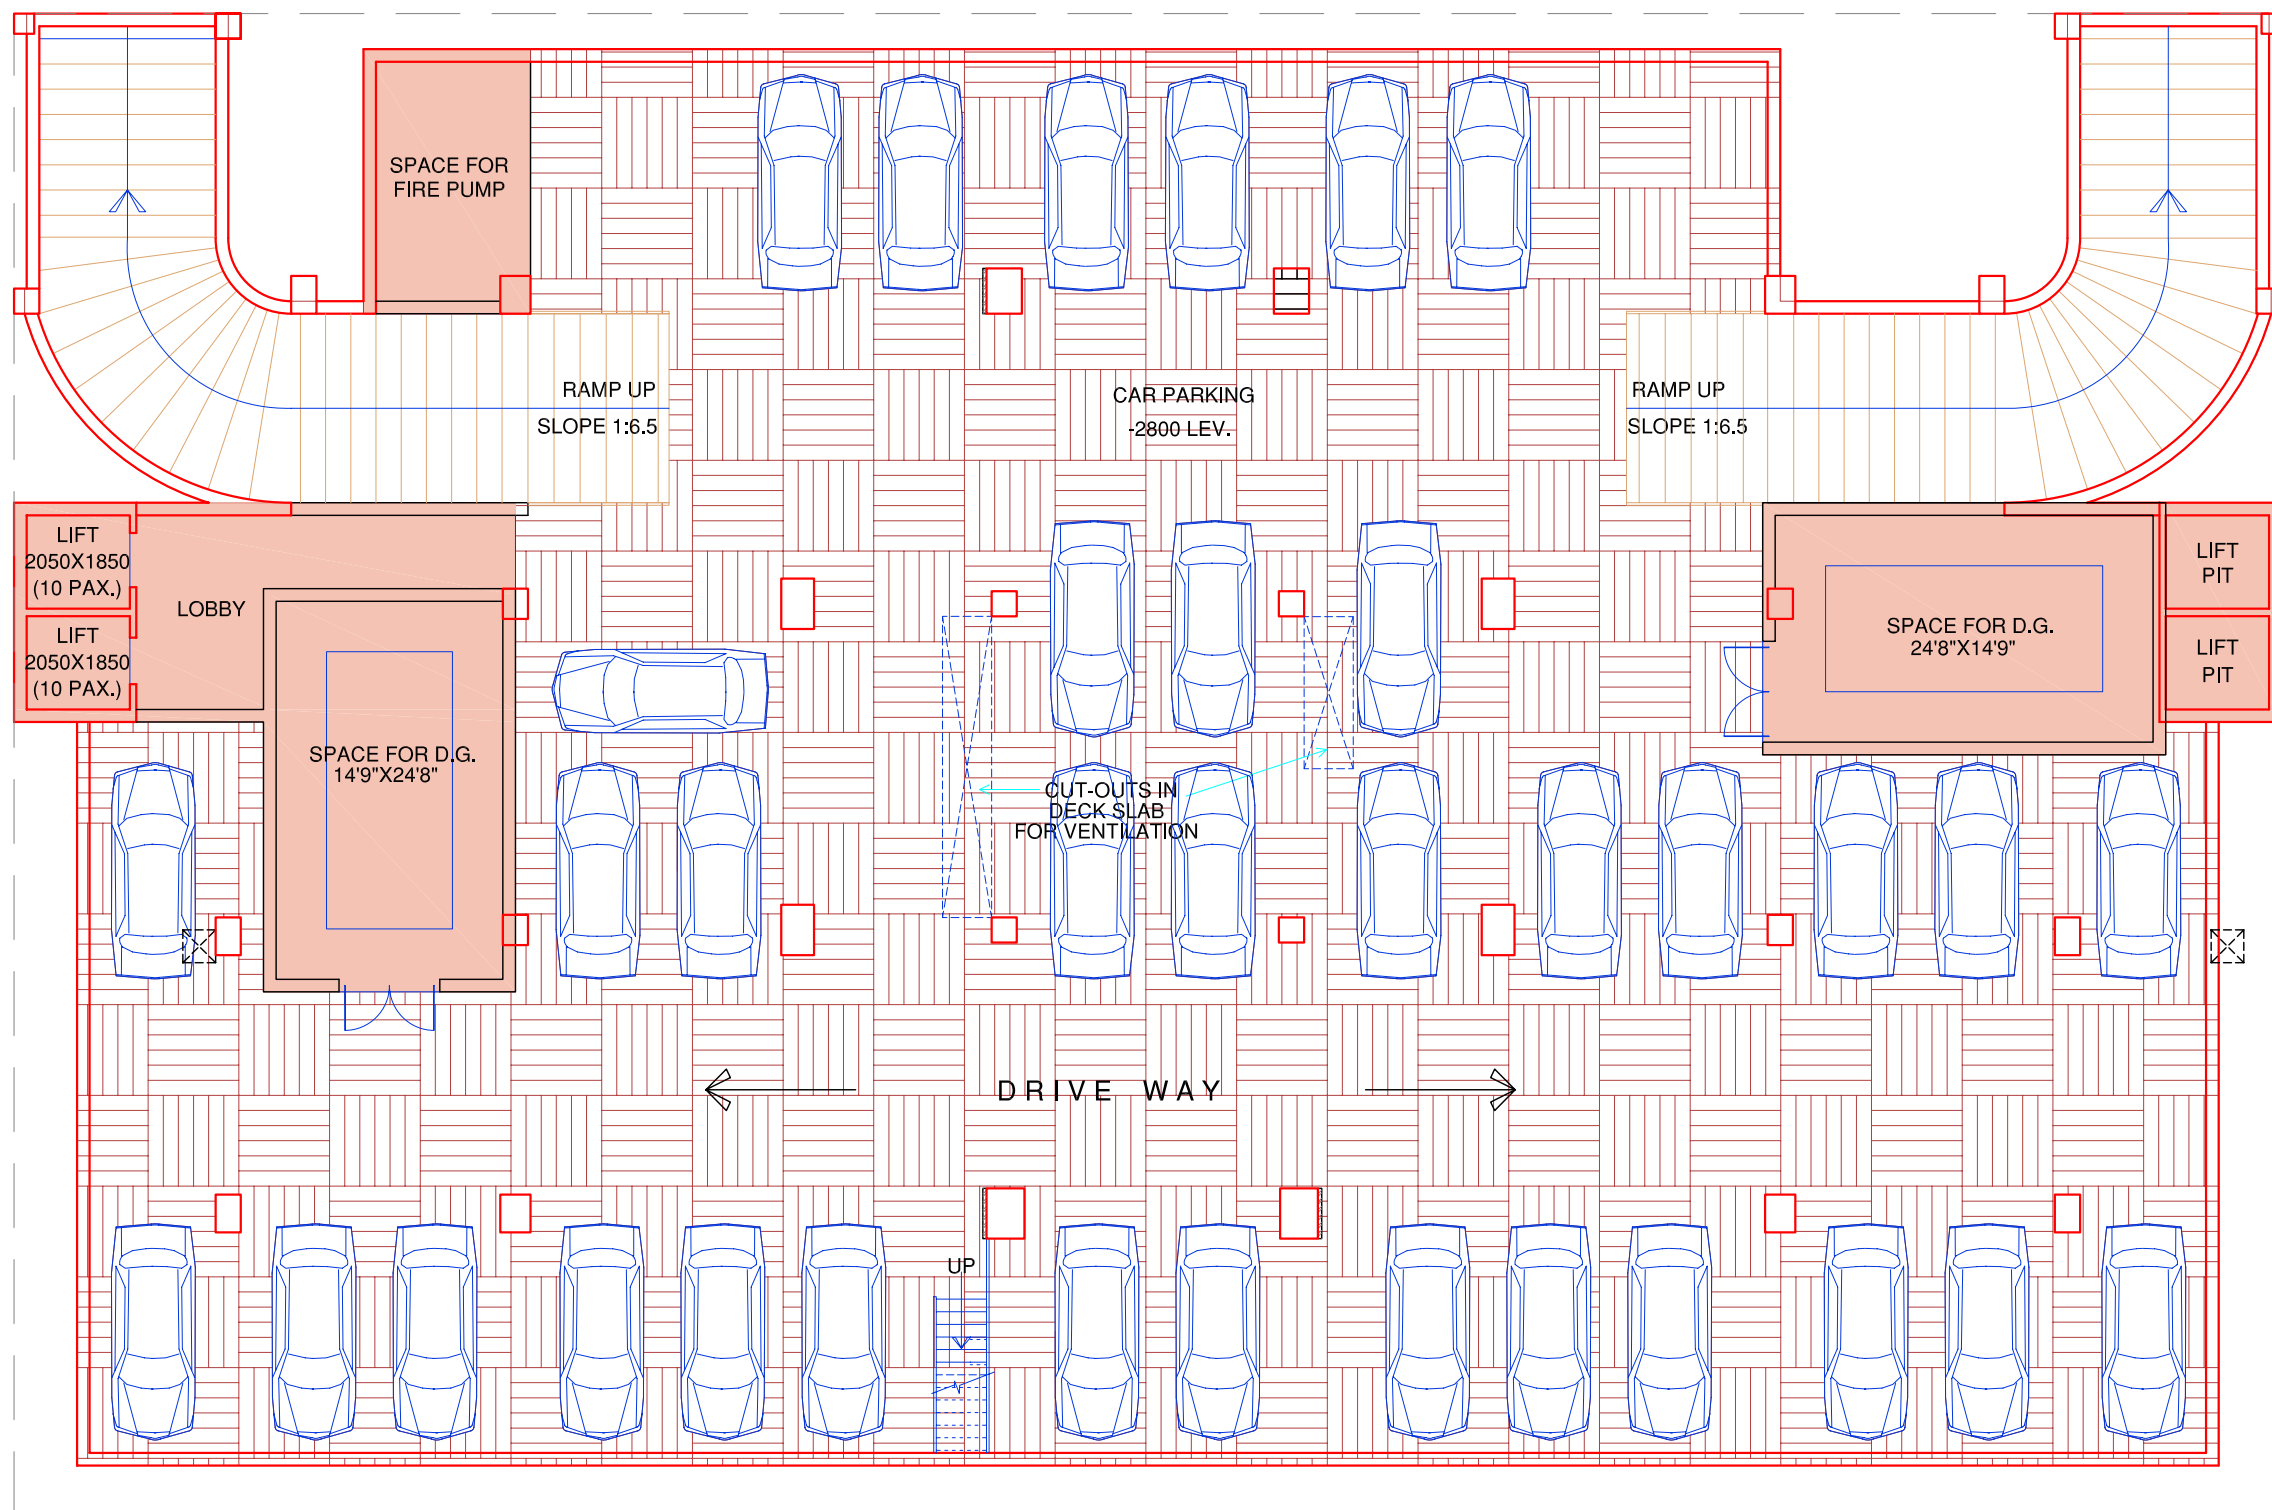 SPACE FOR
FIRE PUMP
RAMP UP
SLOPE 1:6.5
CAR PARKING
-2800 LEV.
RAMP UP
SLOPE 1:6.5
LIFT
2050X1850
(10 PAX.)
LOBBY
LIFT
2050X1850
(10 PAX.)
LIFT
PIT
SPACE FOR D.G.
24'8"X14'9"
LIFT
PIT
SPACE FOR D.G.
14'9"X24'8"
CUT-OUTS IN
DECK SLAB
FOR VENTILATION
DRIVE WAY
UP